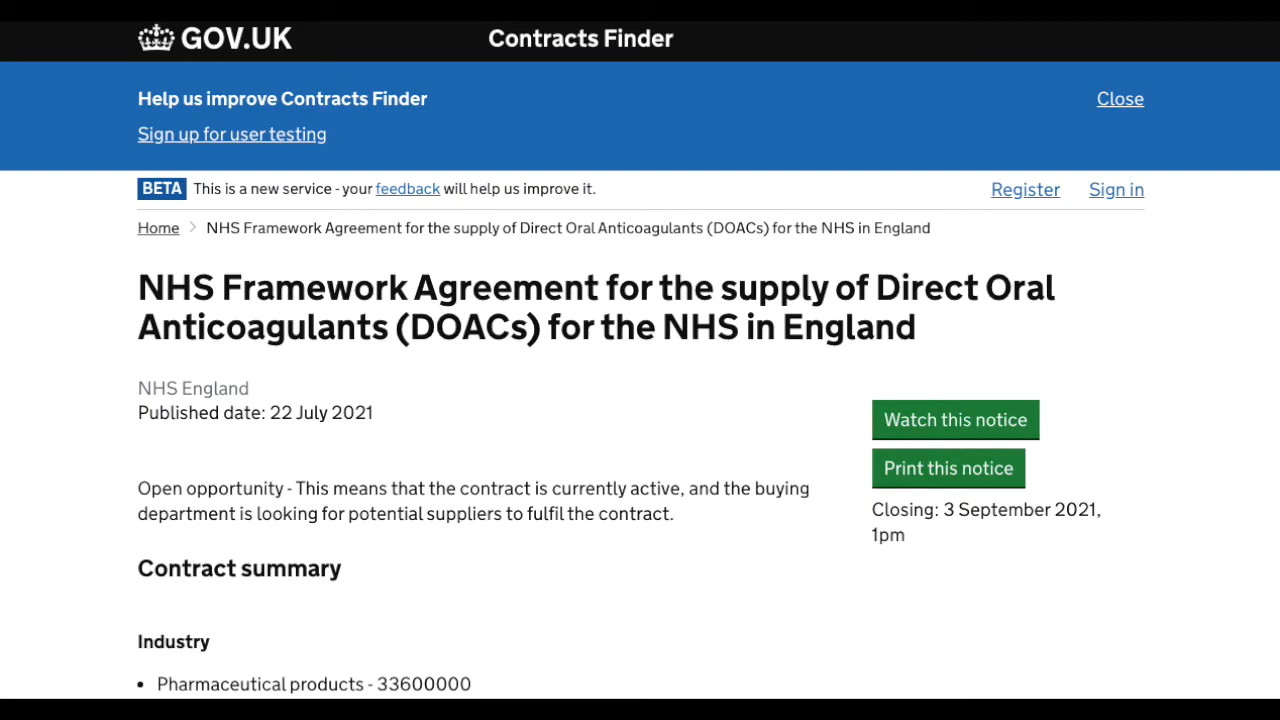 GOV.UK Contracts Finder
Help us improve Contracts Finder Close
Sign up for user testing
BETA This is a new service - your feedback will help us improve it. Register Sign in
Home NHS Framework Agreement for the supply of Direct Oral Anticoagulants (DOACs) for the NHS in England
NHS Framework Agreement for the supply of Direct Oral
Anticoagulants (DOACs) for the NHS in England
NHS England
Published date: 22 July 2021
Watch this notice
Print this notice
Closing: 3 September 2021,
1pm
Open opportunity - This means that the contract is currently active, and the buying
department is looking for potential suppliers to fulfil the contract.
Contract summary
Industry
• Pharmaceutical products - 33600000